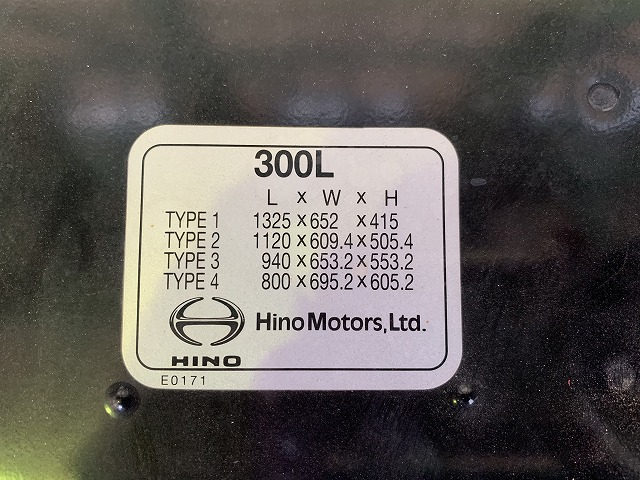 300L
L x W x H
TYPE 1 1325 x 652 x 415
TYPE 2 1120 x 609.4 x 505.4
TYPE 3 940 x 653.2 x 553.2
TYPE 4 800 x 695.2 x 605.2
HINO Hino Motors, Ltd.
E0171